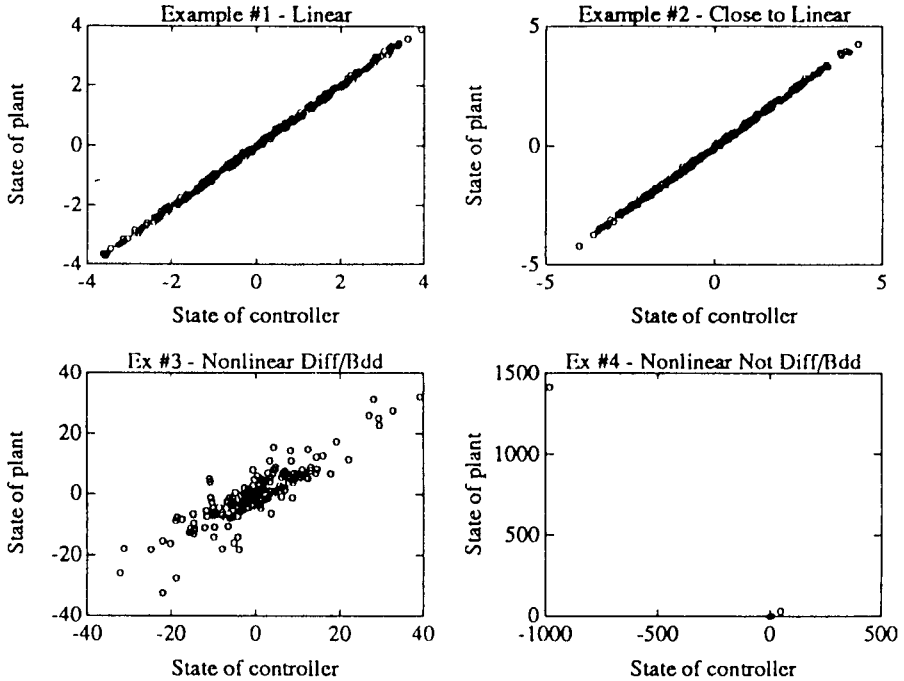 Example #1 - Linear
4
2
0
-2
-4
State of plant
-4 -2 0 2 4
State of controller
Example #2 - Close to Linear
5
0
-5
State of plant
-5 0 5
State of controller
Ex #3 - Nonlinear Diff/Bdd
40
20
0
-20
-40
State of plant
-40 -20 0 20 40
State of controller
Ex #4 - Nonlinear Not Diff/Bdd
1500
1000
500
0
State of plant
-1000 -500 0 500
State of controller